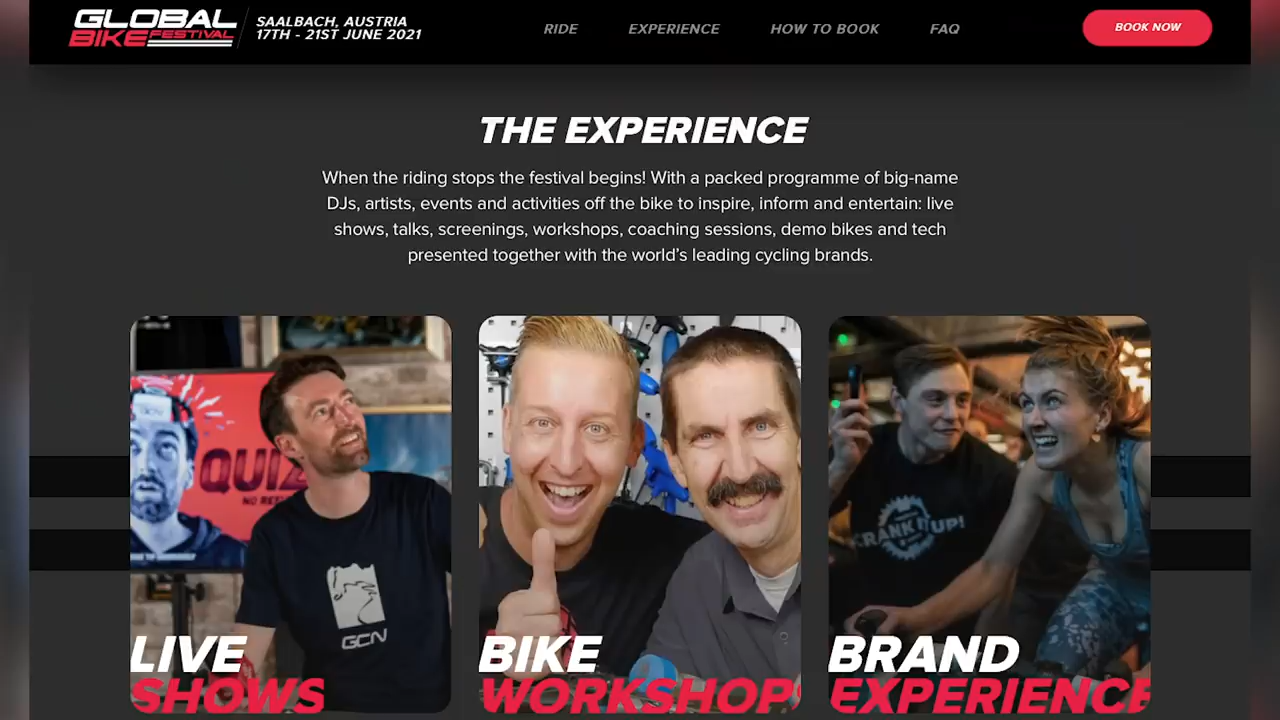 GLOBAL
BIKE FESTIVAL
SAALBACH, AUSTRIA
17TH - 21ST JUNE 2021
RIDE
EXPERIENCE
HOW TO BOOK
FAQ
BOOK NOW
THE EXPERIENCE
When the riding stops the festival begins! With a packed programme of big-name
DJs, artists, events and activities off the bike to inspire, inform and entertain: live
shows, talks, screenings, workshops, coaching sessions, demo bikes and tech
presented together with the world's leading cycling brands.
GCN
QUIZ
GCN
CRANK IT UP!
LIVE
SHOWS
BIKE
WORKSHOPS
BRAND
EXPERIENCE